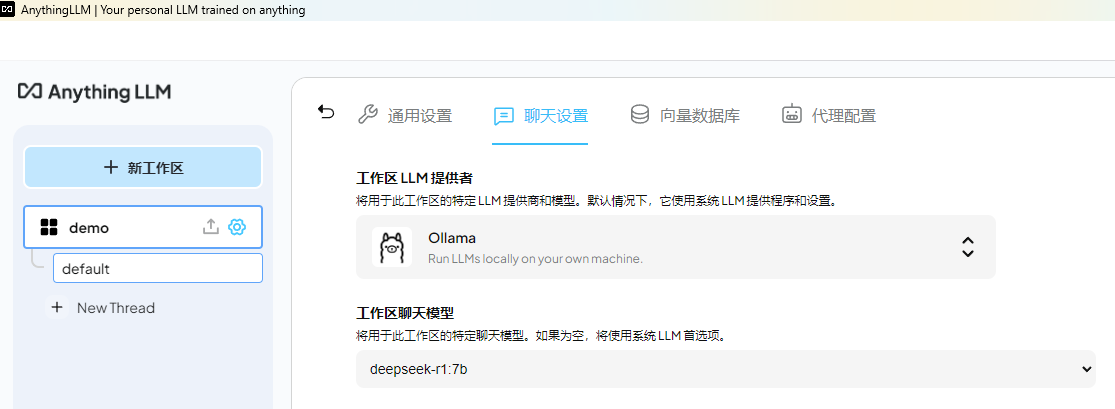 AnythingLLM | Your personal LLM trained on anything
Anything LLM
通用设置
聊天设置
向量数据库
代理配置
新工作区
demo
default
New Thread
工作区 LLM 提供者
将用于此工作区的特定 LLM 提供商和模型。默认情况下，它使用系统 LLM 提供程序和设置。
Ollama
Run LLMs locally on your own machine.
工作区聊天模型
将用于此工作区的特定聊天模型。如果为空，将使用系统 LLM 首选项。
deepseek-r1:7b